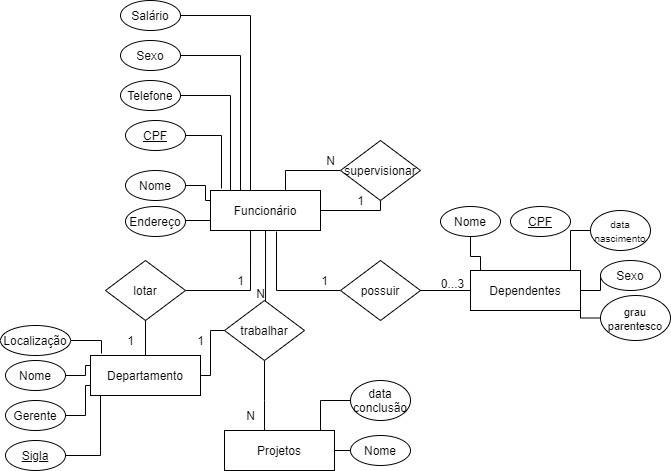 Salário
Sexo
Telefone
CPF
N
supervisionar
Nome
1
Funcionário
Endereço
Nome
CPF
data
nascimento
1
1
0...3
lotar
N
possuir
Dependentes
Sexo
grau
parentesco
trabalhar
Localização
1
1
Nome
Departamento
data
conclusão
Gerente
N
Sigla
Projetos
Nome